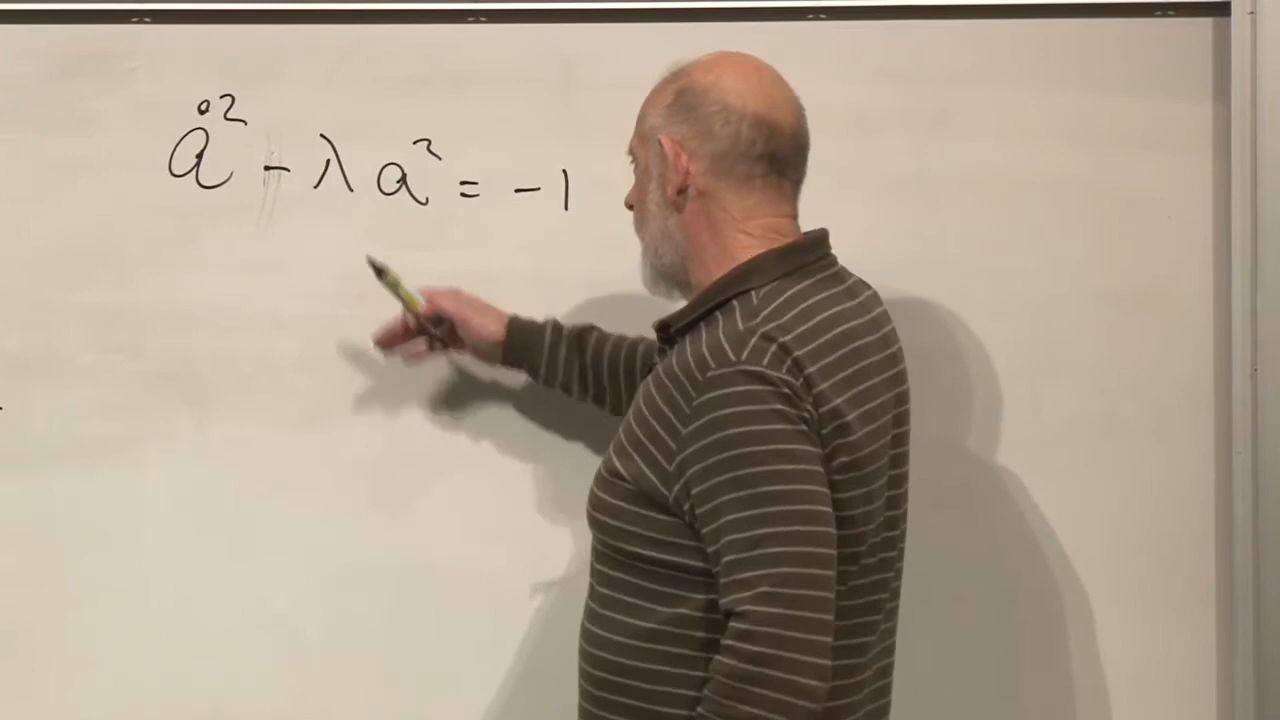 ȧ² - λ a² = -1